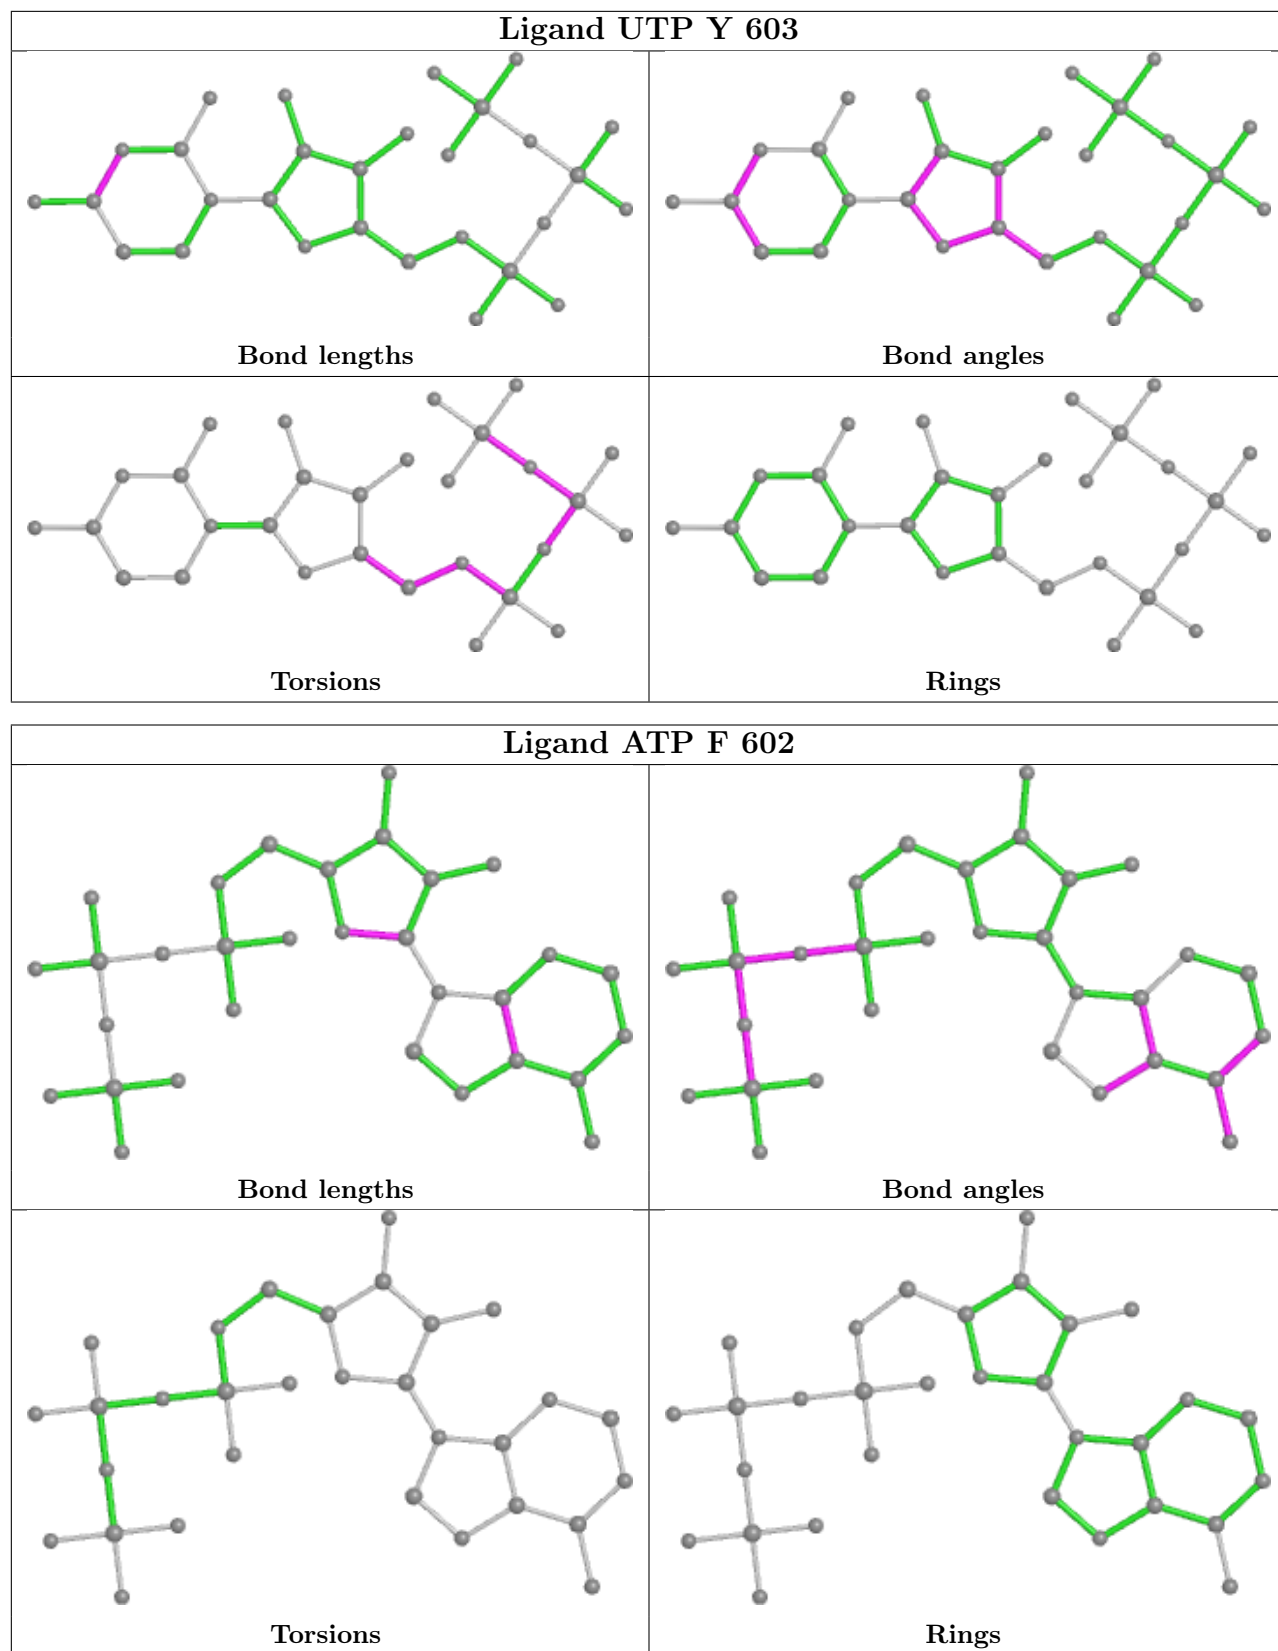 Ligand UTP Y 603
Bond lengths
Bond angles
Torsions
Rings
Ligand ATP F 602
Bond lengths
Bond angles
Torsions
Rings